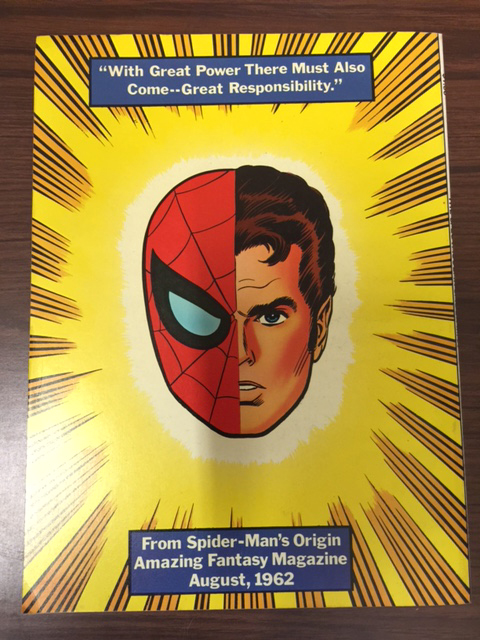 “With Great Power There Must Also
Come--Great Responsibility.”
From Spider-Man’s Origin
Amazing Fantasy Magazine
August, 1962